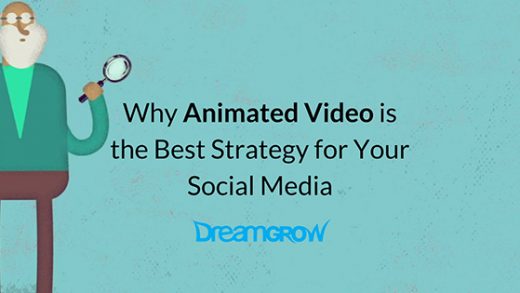 Why Animated Video is
the Best Strategy for Your
Social Media
DREAMGROW